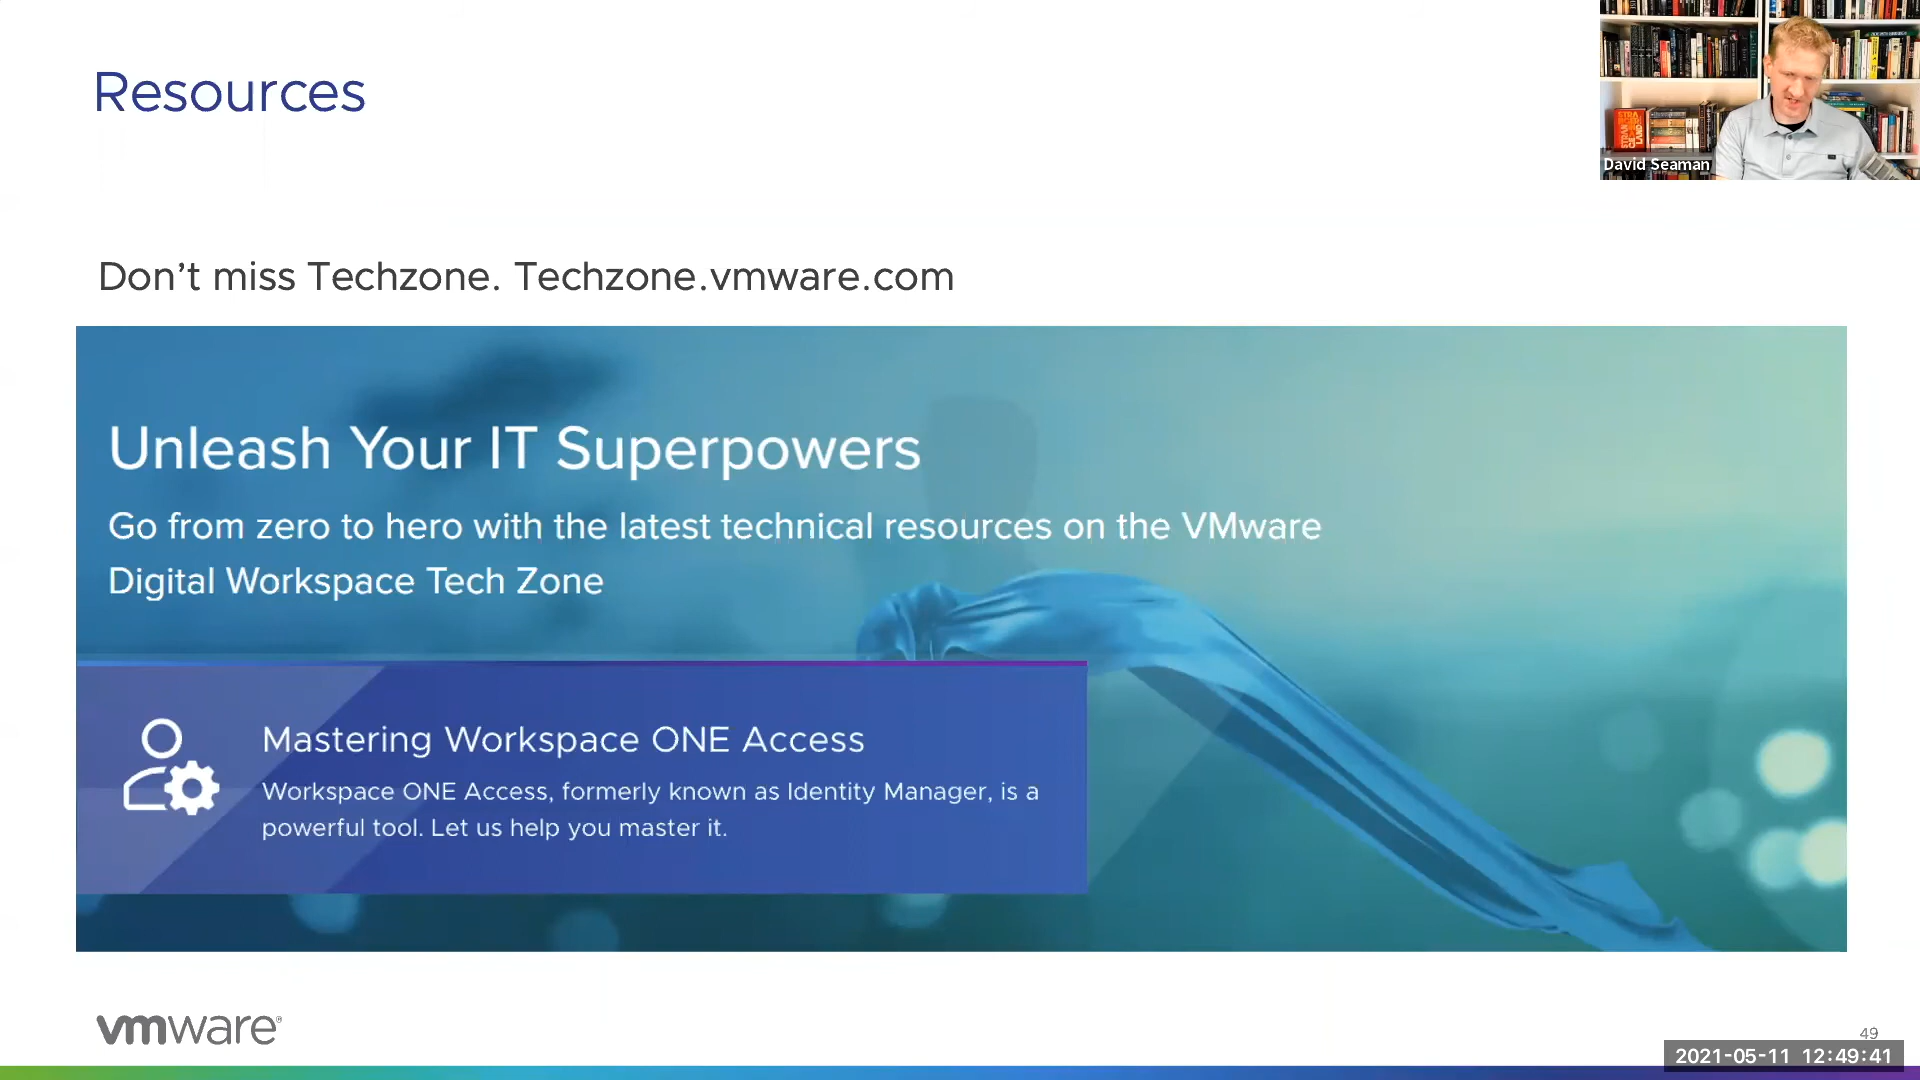 Resources
David Seaman
Don't miss Techzone. Techzone.vmware.com
Unleash Your IT Superpowers
Go from zero to hero with the latest technical resources on the VMware
Digital Workspace Tech Zone
Mastering Workspace ONE Access
Workspace ONE Access, formerly known as Identity Manager, is a
powerful tool. Let us help you master it.
vmware®
49
2021-05-11 12:49:41